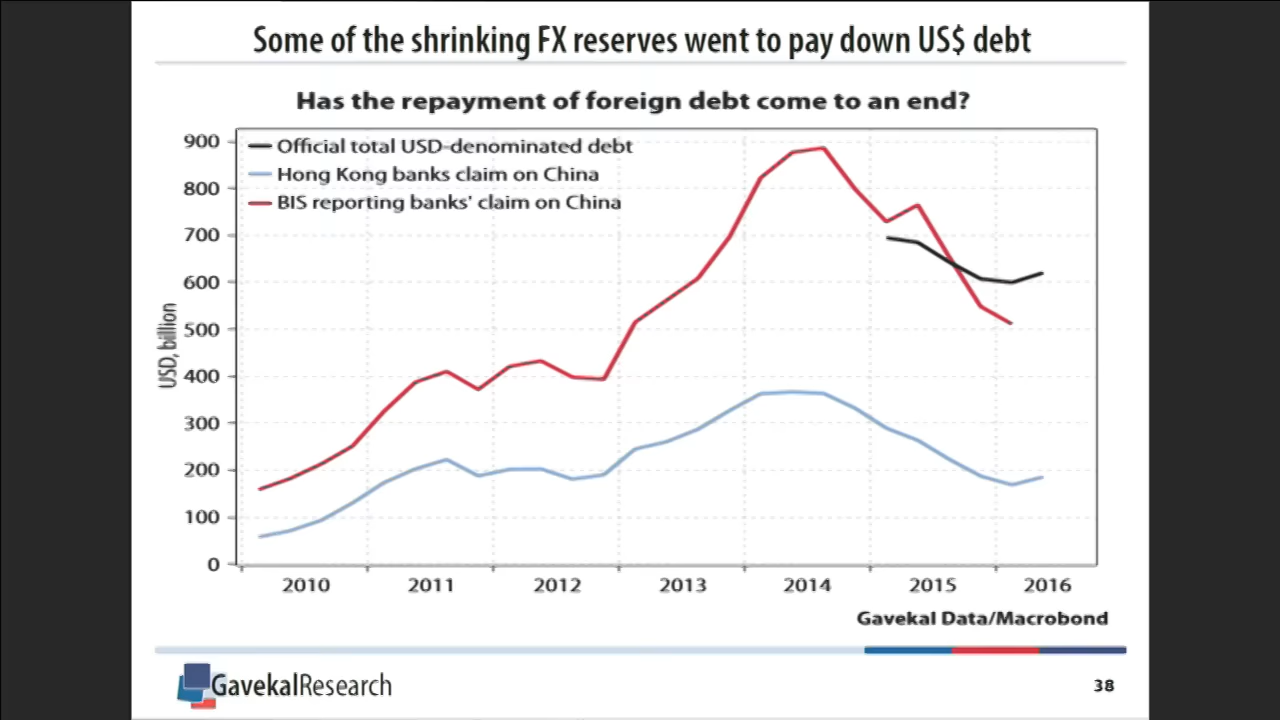 Some of the shrinking FX reserves went to pay down US$ debt
Has the repayment of foreign debt come to an end?
Official total USD-denominated debt
Hong Kong banks claim on China
BIS reporting banks' claim on China
900
800
700
600
500
400
300
200
100
0
USD, billion
2010 2011 2012 2013 2014 2015 2016
Gavekal Data/Macrobond
GavekalResearch
38